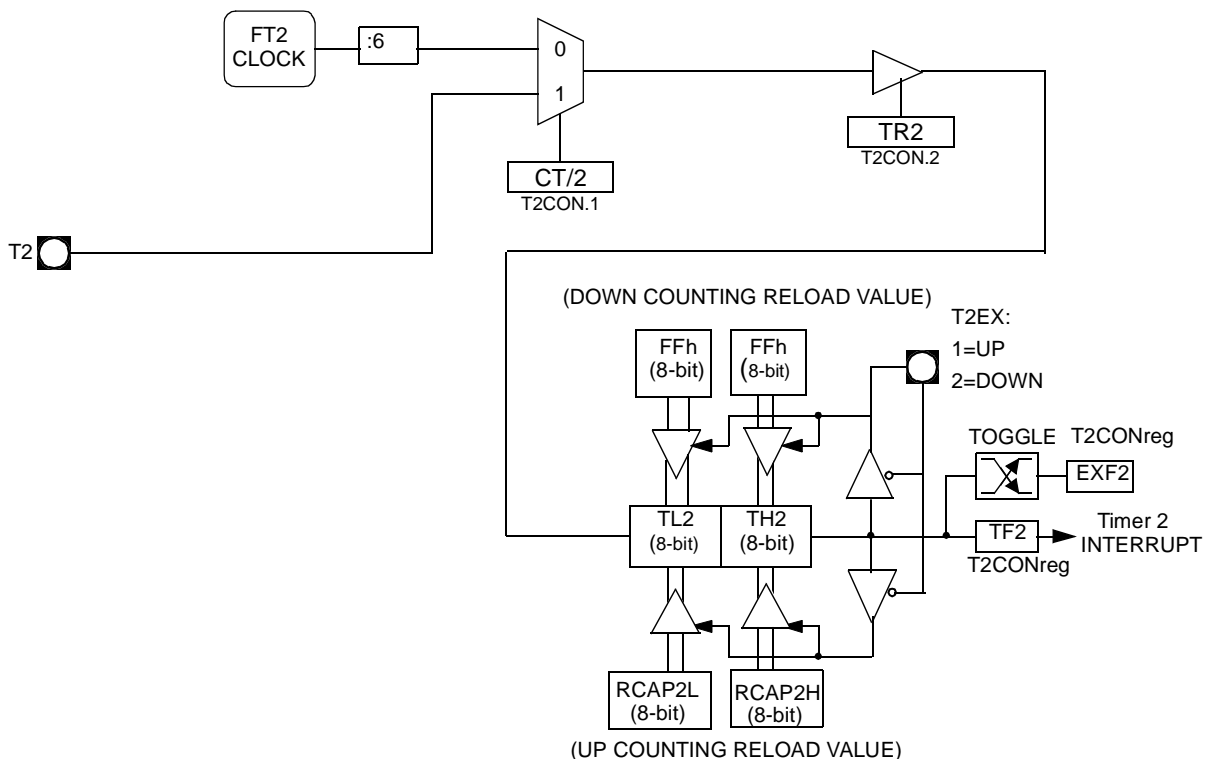 FT2
CLOCK
:6
0
1
TR2
T2CON.2
CT/2
T2CON.1
T2
(DOWN COUNTING RELOAD VALUE)
T2EX:
1=UP
2=DOWN
FFh
(8-bit)
FFh
(8-bit)
TOGGLE
T2CONreg
EXF2
TL2
(8-bit)
TH2
(8-bit)
TF2
T2CONreg
Timer 2
INTERRUPT
RCAP2L
(8-bit)
RCAP2H
(8-bit)
(UP COUNTING RELOAD VALUE)